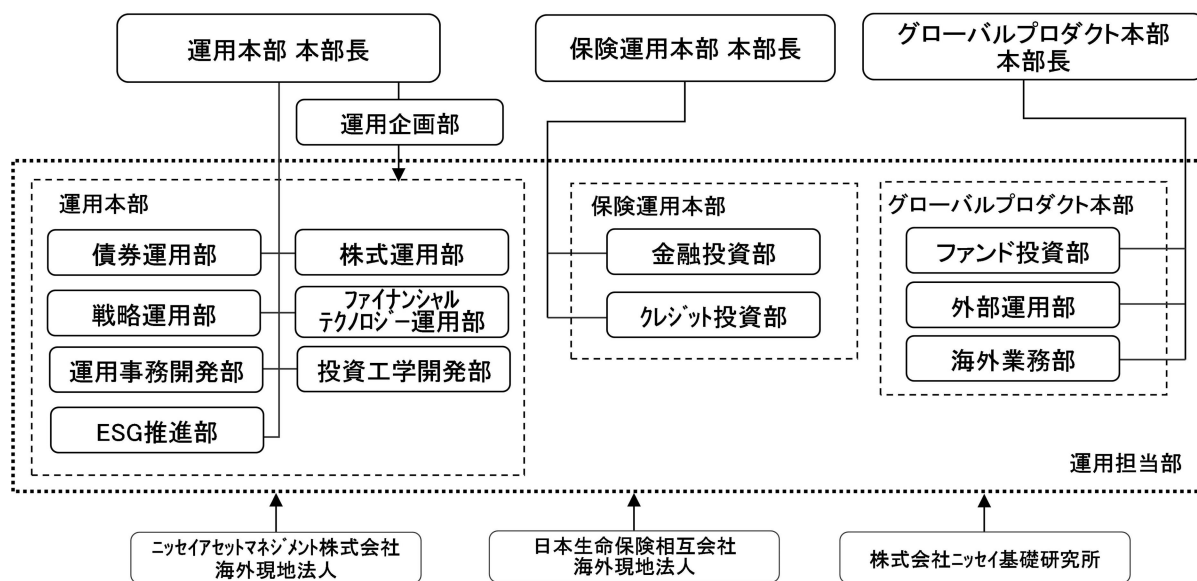 運用本部 本部長
保険運用本部 本部長
グローバルプロダクト本部
本部長
運用企画部
運用本部
債券運用部
株式運用部
戦略運用部
ファイナンシャル
テクノロジー運用部
運用事務開発部
投資工学開発部
ESG推進部
保険運用本部
金融投資部
クレジット投資部
グローバルプロダクト本部
ファンド投資部
外部運用部
海外業務部
運用担当部
ニッセイアセットマネジメント株式会社
海外現地法人
日本生命保険相互会社
海外現地法人
株式会社ニッセイ基礎研究所